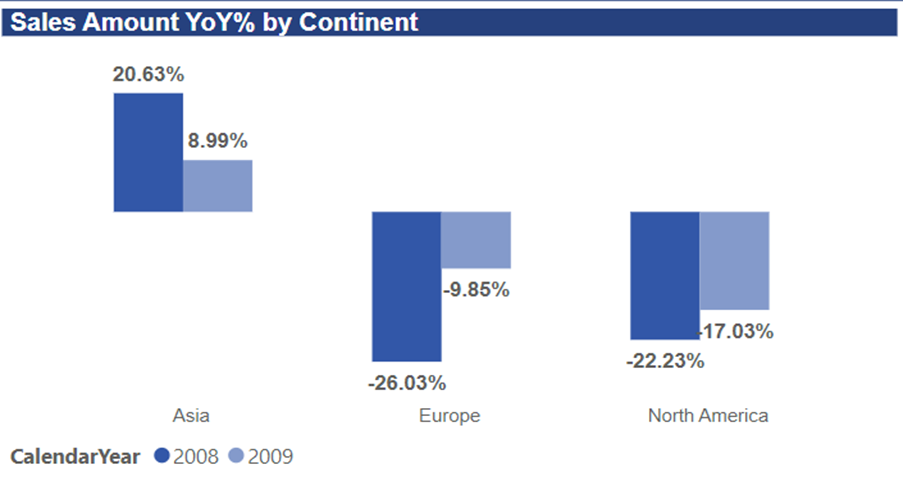 Sales Amount YoY% by Continent
20.63%
8.99%
-9.85%
-17.03%
-22.23%
-26.03%
Asia Europe North America
CalendarYear 2008 2009